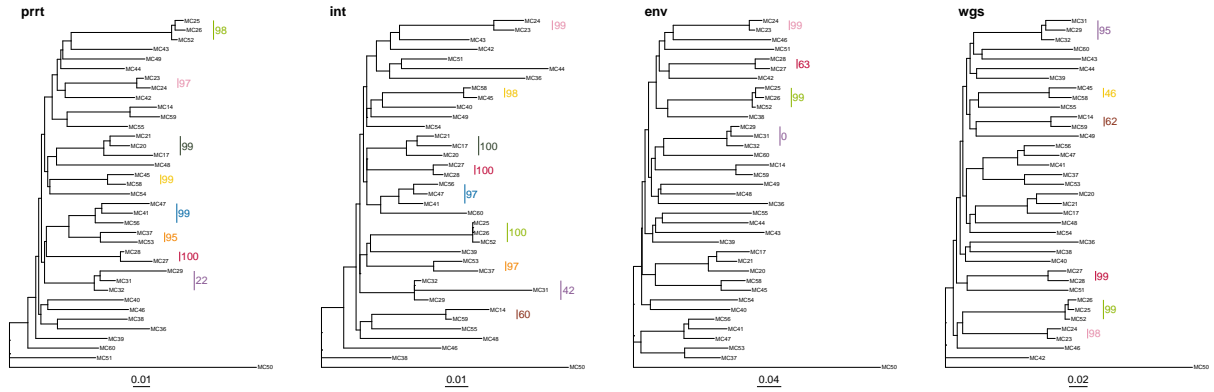 prrt
MC25
MC26
98
MC52
MC43
MC49
MC44
MC23
97
MC24
MC42
MC14
MC59
MC55
MC21
MC20
99
MC17
MC48
MC45
99
MC58
MC54
MC47
MC41
99
MC56
MC37
95
MC53
MC28
100
MC27
MC29
MC31
22
MC32
MC40
MC46
MC38
MC36
MC39
MC60
MC51
MC50
0.01
int
MC24
99
MC23
MC43
MC42
MC51
MC44
MC36
MC58
98
MC45
MC40
MC49
MC54
MC21
MC17
100
MC20
MC27
100
MC28
MC56
MC47
97
MC41
MC60
MC25
MC26
100
MC52
MC39
MC53
97
MC37
MC32
MC31
42
MC29
MC14
60
MC59
MC55
MC48
MC46
MC38
MC50
0.01
env
MC24
99
MC23
MC46
MC51
MC28
63
MC27
MC42
MC25
MC26
99
MC52
MC38
MC29
MC31
0
MC32
MC60
MC14
MC59
MC49
MC48
MC36
MC55
MC44
MC43
MC39
MC17
MC21
MC20
MC58
MC45
MC54
MC40
MC56
MC41
MC47
MC53
MC37
MC50
0.04
wgs
MC31
MC29
95
MC32
MC60
MC43
MC44
MC39
MC45
46
MC58
MC55
MC14
62
MC59
MC49
MC56
MC47
MC41
MC37
MC53
MC20
MC21
MC17
MC48
MC54
MC36
MC38
MC40
MC27
99
MC28
MC51
MC26
MC25
99
MC52
MC24
98
MC23
MC46
MC42
MC50
0.02